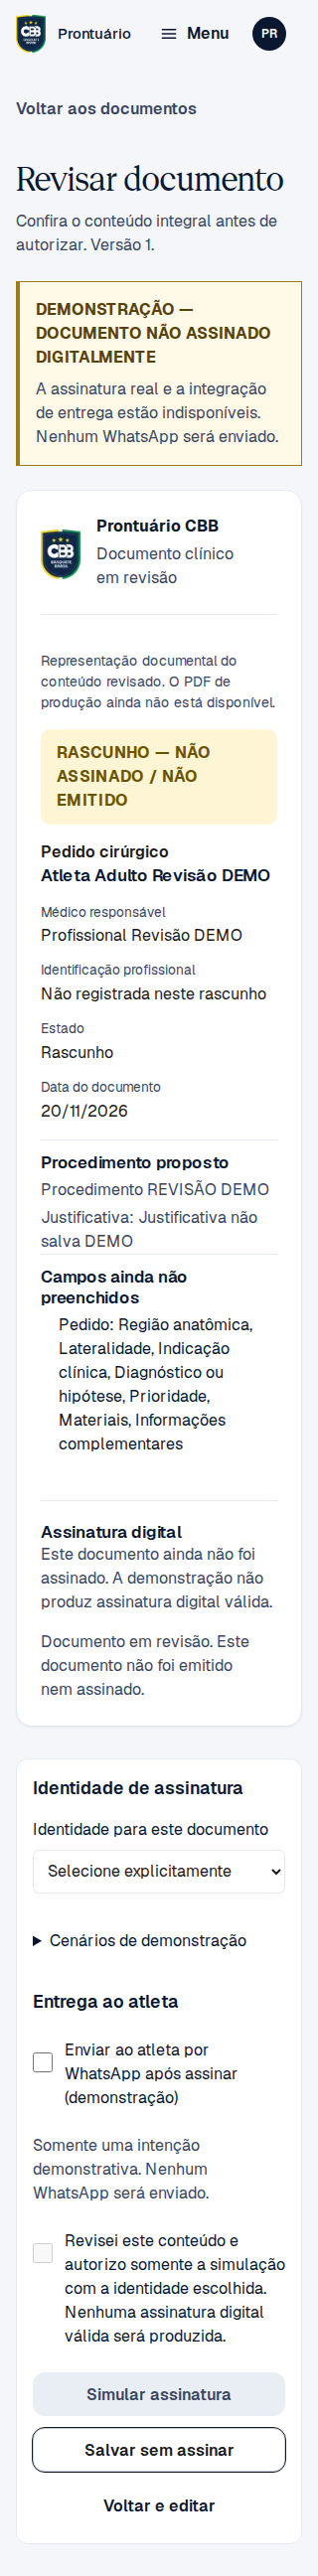 CBB
Prontuário
Menu
PR
Voltar aos documentos
Revisar documento
Confira o conteúdo integral antes de
autorizar. Versão 1.
DEMONSTRAÇÃO —
DOCUMENTO NÃO ASSINADO
DIGITALMENTE
A assinatura real e a integração
de entrega estão indisponíveis.
Nenhum WhatsApp será enviado.
CBB
BASQUETE
BRASIL
Prontuário CBB
Documento clínico
em revisão
Representação documental do
conteúdo revisado. O PDF de
produção ainda não está disponível.
RASCUNHO — NÃO
ASSINADO / NÃO
EMITIDO
Pedido cirúrgico
Atleta Adulto Revisão DEMO
Médico responsável
Profissional Revisão DEMO
Identificação profissional
Não registrada neste rascunho
Estado
Rascunho
Data do documento
20/11/2026
Procedimento proposto
Procedimento REVISÃO DEMO
Justificativa: Justificativa não
salva DEMO
Campos ainda não
preenchidos
Pedido: Região anatômica,
Lateralidade, Indicação
clínica, Diagnóstico ou
hipótese, Prioridade,
Materiais, Informações
complementares
Assinatura digital
Este documento ainda não foi
assinado. A demonstração não
produz assinatura digital válida.
Documento em revisão. Este
documento não foi emitido
nem assinado.
Identidade de assinatura
Identidade para este documento
Selecione explicitamente
Cenários de demonstração
Entrega ao atleta
Enviar ao atleta por
WhatsApp após assinar
(demonstração)
Somente uma intenção
demonstrativa. Nenhum
WhatsApp será enviado.
Revisei este conteúdo e
autorizo somente a simulação
com a identidade escolhida.
Nenhuma assinatura digital
válida será produzida.
Simular assinatura
Salvar sem assinar
Voltar e editar